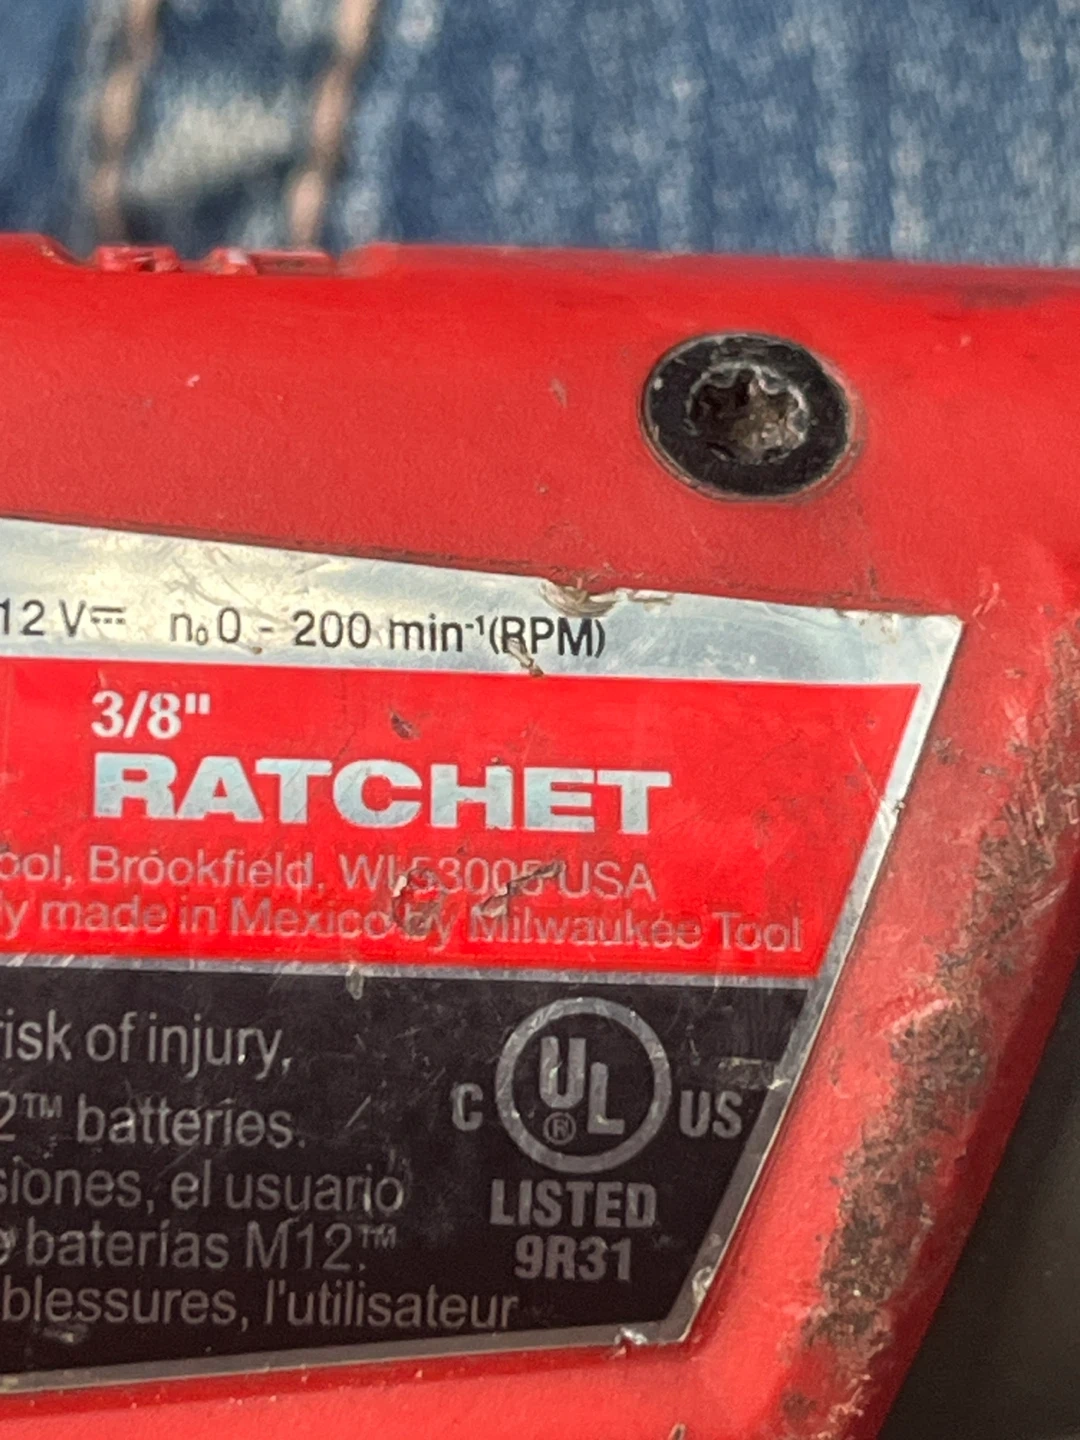 12 V⎓ n₀ 0 - 200 min⁻¹(RPM)
3/8"
RATCHET
ool, Brookfield, WI 53005 USA
ly made in Mexico by Milwaukee Tool
risk of injury,
2™ batteries.
siones, el usuario
baterías M12™.
blessures, l'utilisateur
C UL® US
LISTED
9R31